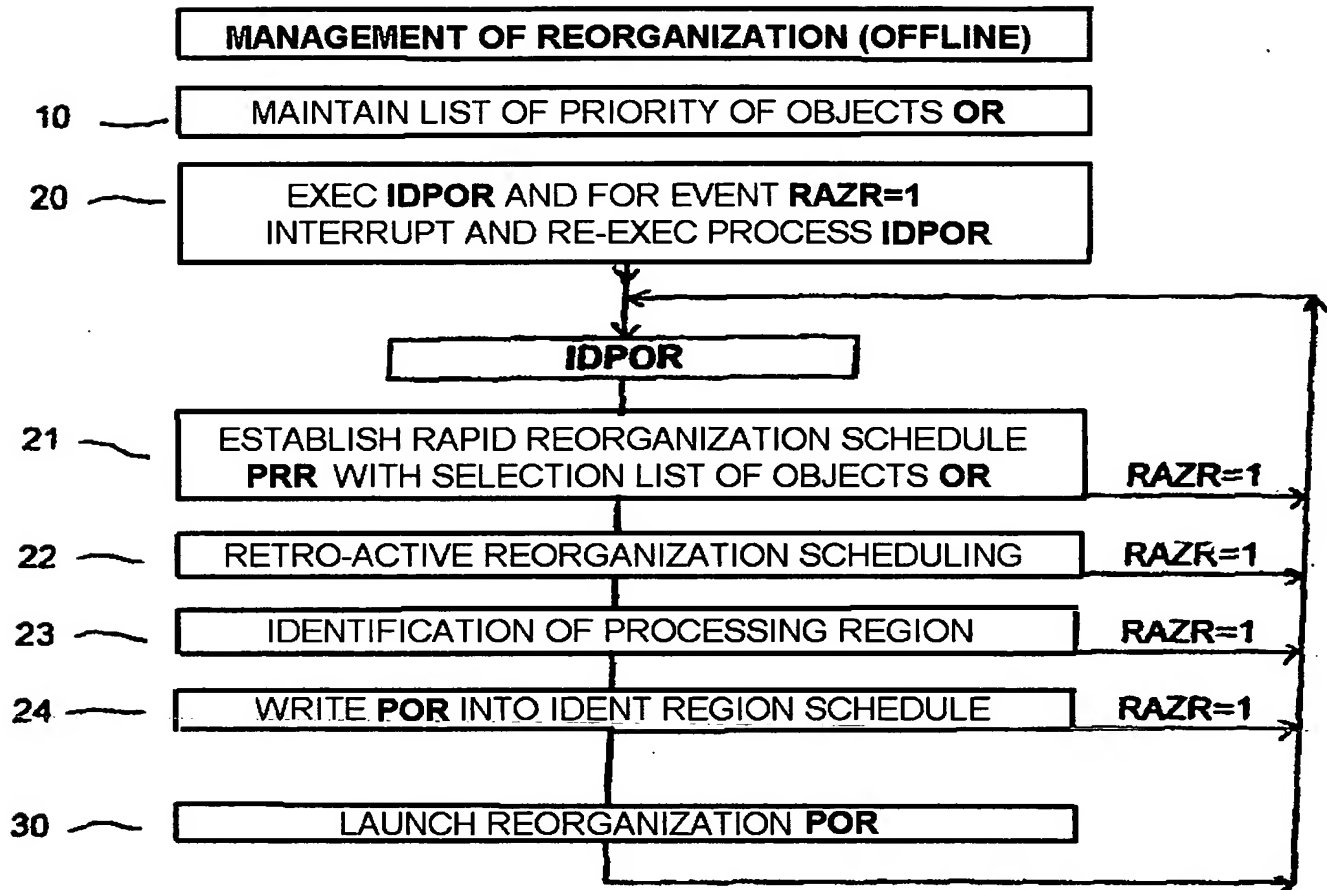 MANAGEMENT OF REORGANIZATION (OFFLINE)
10 MAINTAIN LIST OF PRIORITY OF OBJECTS OR
20 EXEC IDPOR AND FOR EVENT RAZR=1
INTERRUPT AND RE-EXEC PROCESS IDPOR
IDPOR
21 ESTABLISH RAPID REORGANIZATION SCHEDULE
PRR WITH SELECTION LIST OF OBJECTS OR RAZR=1
22 RETRO-ACTIVE REORGANIZATION SCHEDULING RAZR=1
23 IDENTIFICATION OF PROCESSING REGION RAZR=1
24 WRITE POR INTO IDENT REGION SCHEDULE RAZR=1
30 LAUNCH REORGANIZATION POR